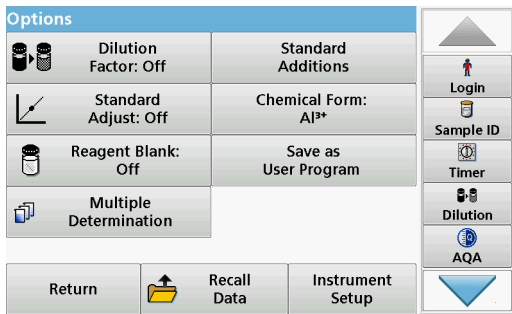 Options
Dilution
Factor: Off
Standard
Additions
Standard
Adjust: Off
Chemical Form:
Al³⁺
Reagent Blank:
Off
Save as
User Program
Multiple
Determination
Return
Recall
Data
Instrument
Setup
Login
Sample ID
Timer
Dilution
AQA